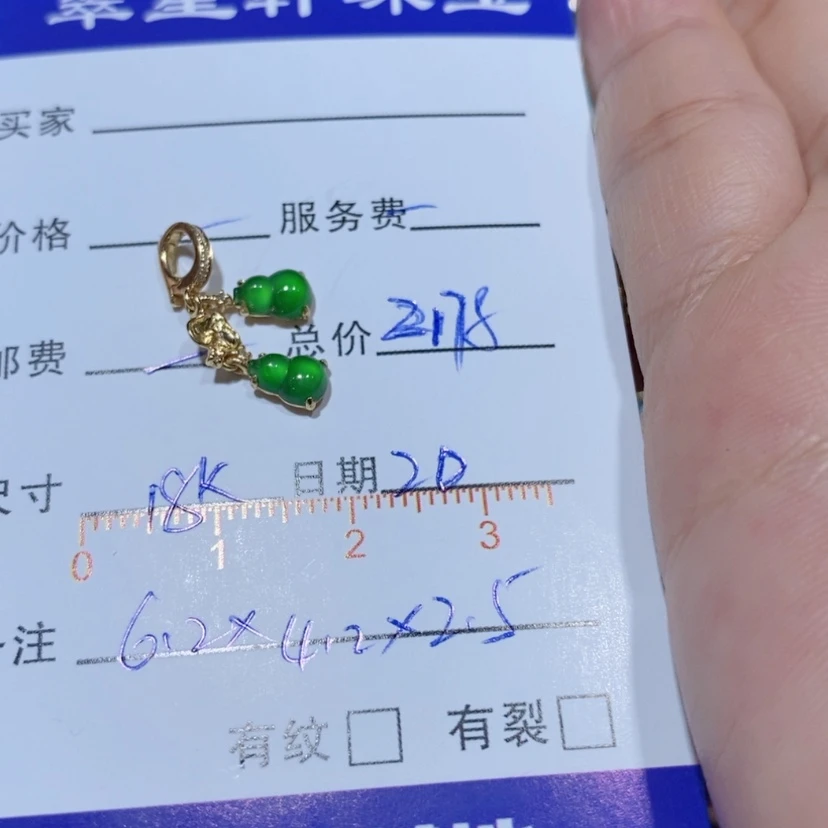 买家
价格 服务费
邮费 总价 2178
尺寸 18K 日期 20
0 1 2 3
注 6.2×4.2×2.5
有纹 有裂